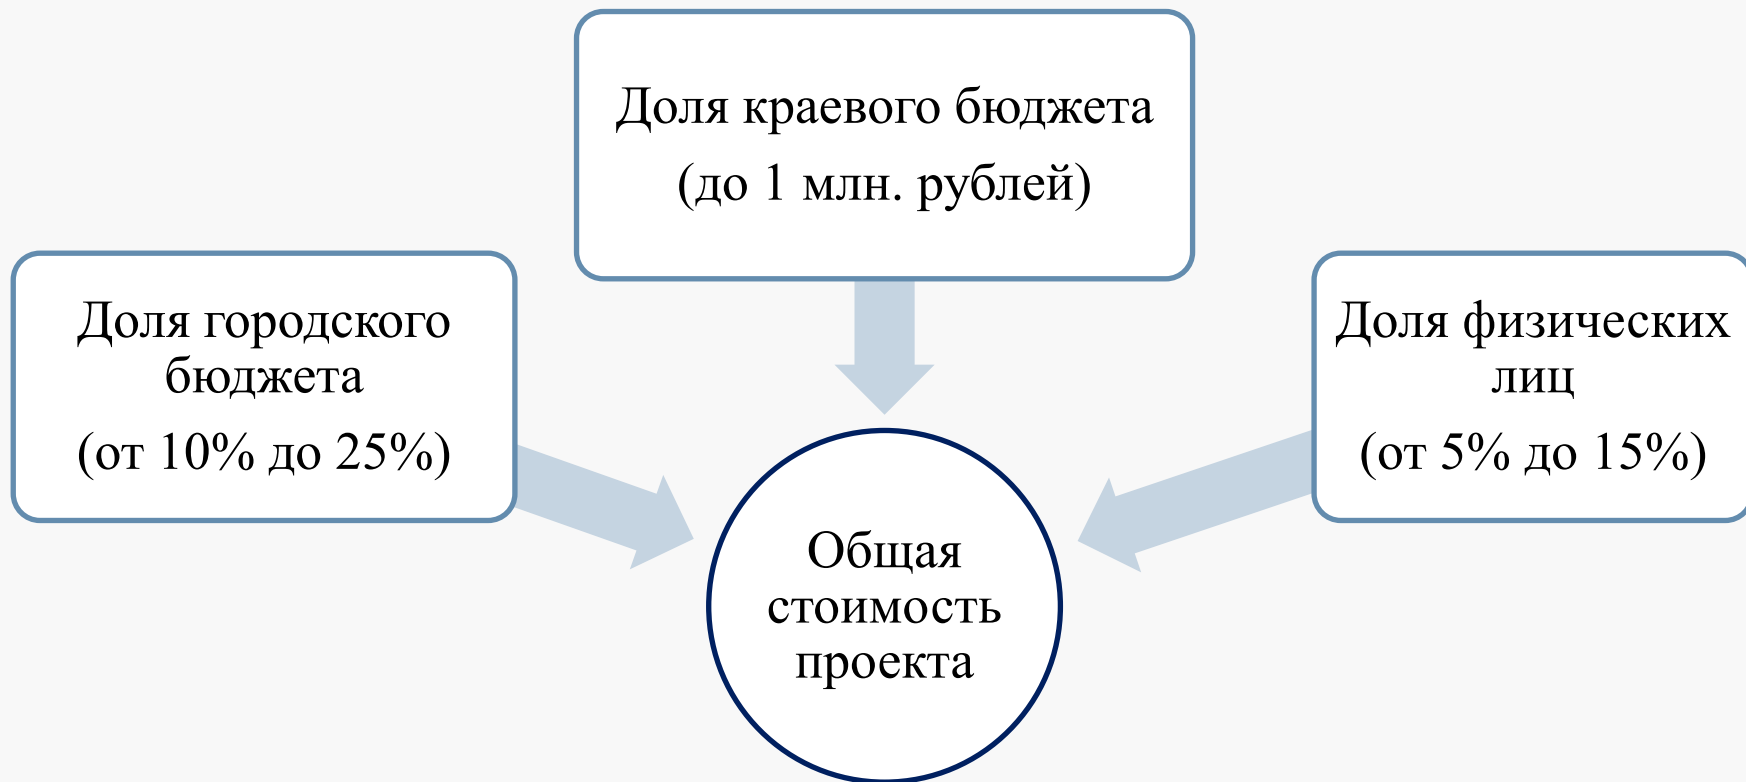 Доля краевого бюджета
(до 1 млн. рублей)
Доля городского
бюджета
(от 10% до 25%)
Доля физических
лиц
(от 5% до 15%)
Общая
стоимость
проекта